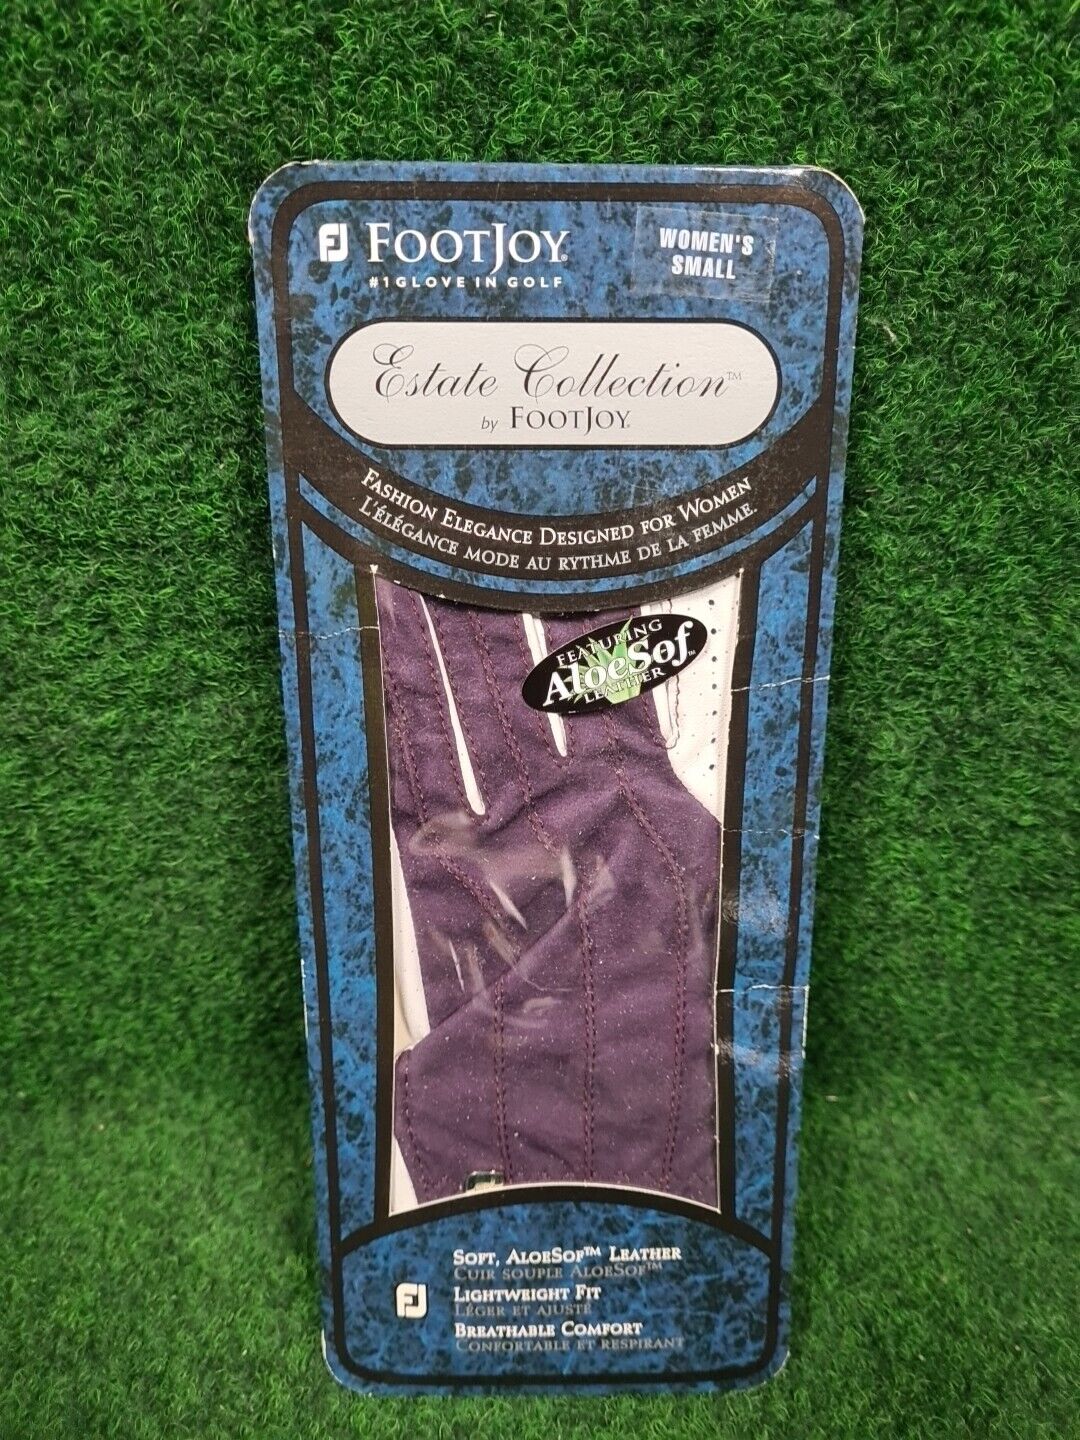 FJ FOOTJOY®
#1 GLOVE IN GOLF
WOMEN'S
SMALL
Estate Collection™
by FOOTJOY®
FASHION ELEGANCE DESIGNED FOR WOMEN
L'ÉLÉGANCE MODE AU RYTHME DE LA FEMME.
FEATURING
AloeSof™
LEATHER
SOFT, ALOESOF™ LEATHER
CUIR SOUPLE ALOESOF™
FJ
LIGHTWEIGHT FIT
LÉGER ET AJUSTÉ
BREATHABLE COMFORT
CONFORTABLE ET RESPIRANT